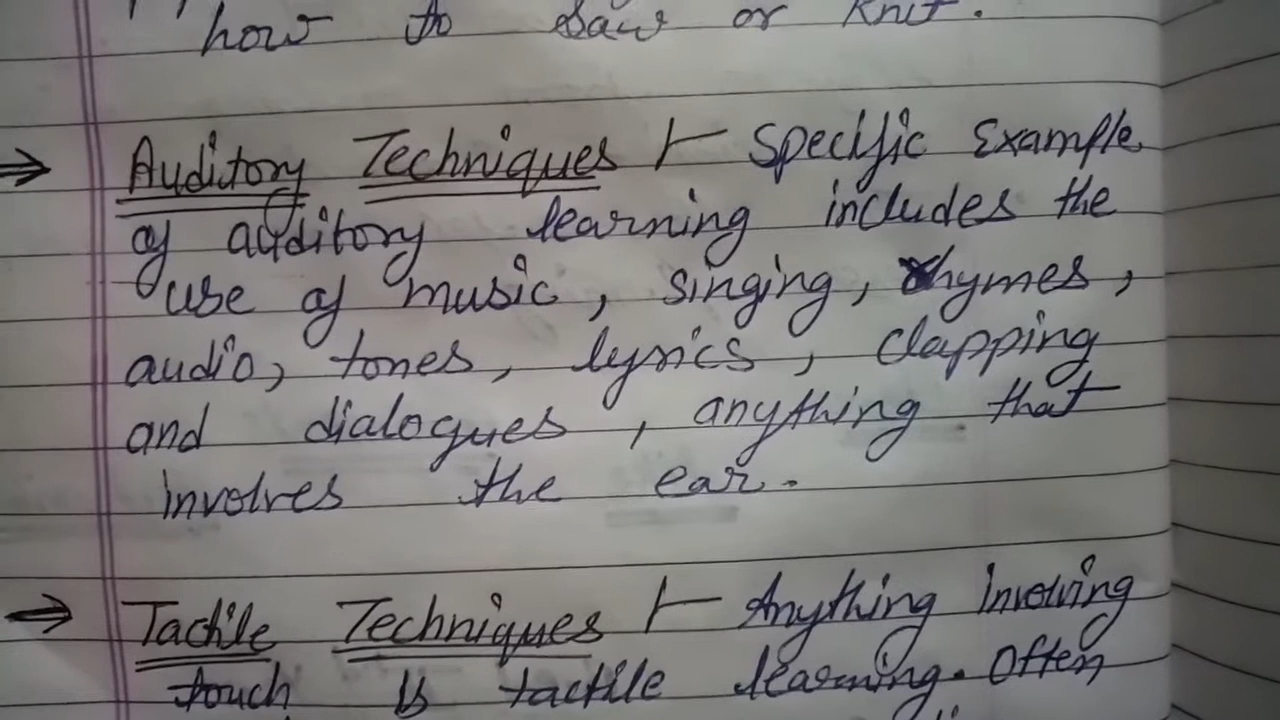 how to Saw or Knit.
⇒ Auditory Techniques :- Specific Example
of auditory learning includes the
use of music, singing, rhymes,
audio, tones, lyrics, clapping
and dialogues, anything that
involves the ear.
⇒ Tactile Techniques :- Anything involving
touch is tactile learning. Often